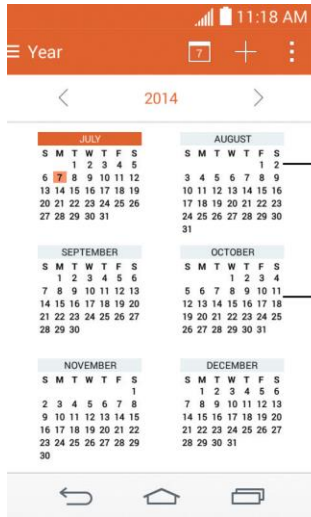 11:18 AM
Year 7
2014
JULY
S M T W T F S
1 2 3 4 5
6 7 8 9 10 11 12
13 14 15 16 17 18 19
20 21 22 23 24 25 26
27 28 29 30 31
AUGUST
S M T W T F S
1 2
3 4 5 6 7 8 9
10 11 12 13 14 15 16
17 18 19 20 21 22 23
24 25 26 27 28 29 30
31
SEPTEMBER
S M T W T F S
1 2 3 4 5 6
7 8 9 10 11 12 13
14 15 16 17 18 19 20
21 22 23 24 25 26 27
28 29 30
OCTOBER
S M T W T F S
1 2 3 4
5 6 7 8 9 10 11
12 13 14 15 16 17 18
19 20 21 22 23 24 25
26 27 28 29 30 31
NOVEMBER
S M T W T F S
1
2 3 4 5 6 7 8
9 10 11 12 13 14 15
16 17 18 19 20 21 22
23 24 25 26 27 28 29
30
DECEMBER
S M T W T F S
1 2 3 4 5 6
7 8 9 10 11 12 13
14 15 16 17 18 19 20
21 22 23 24 25 26 27
28 29 30 31